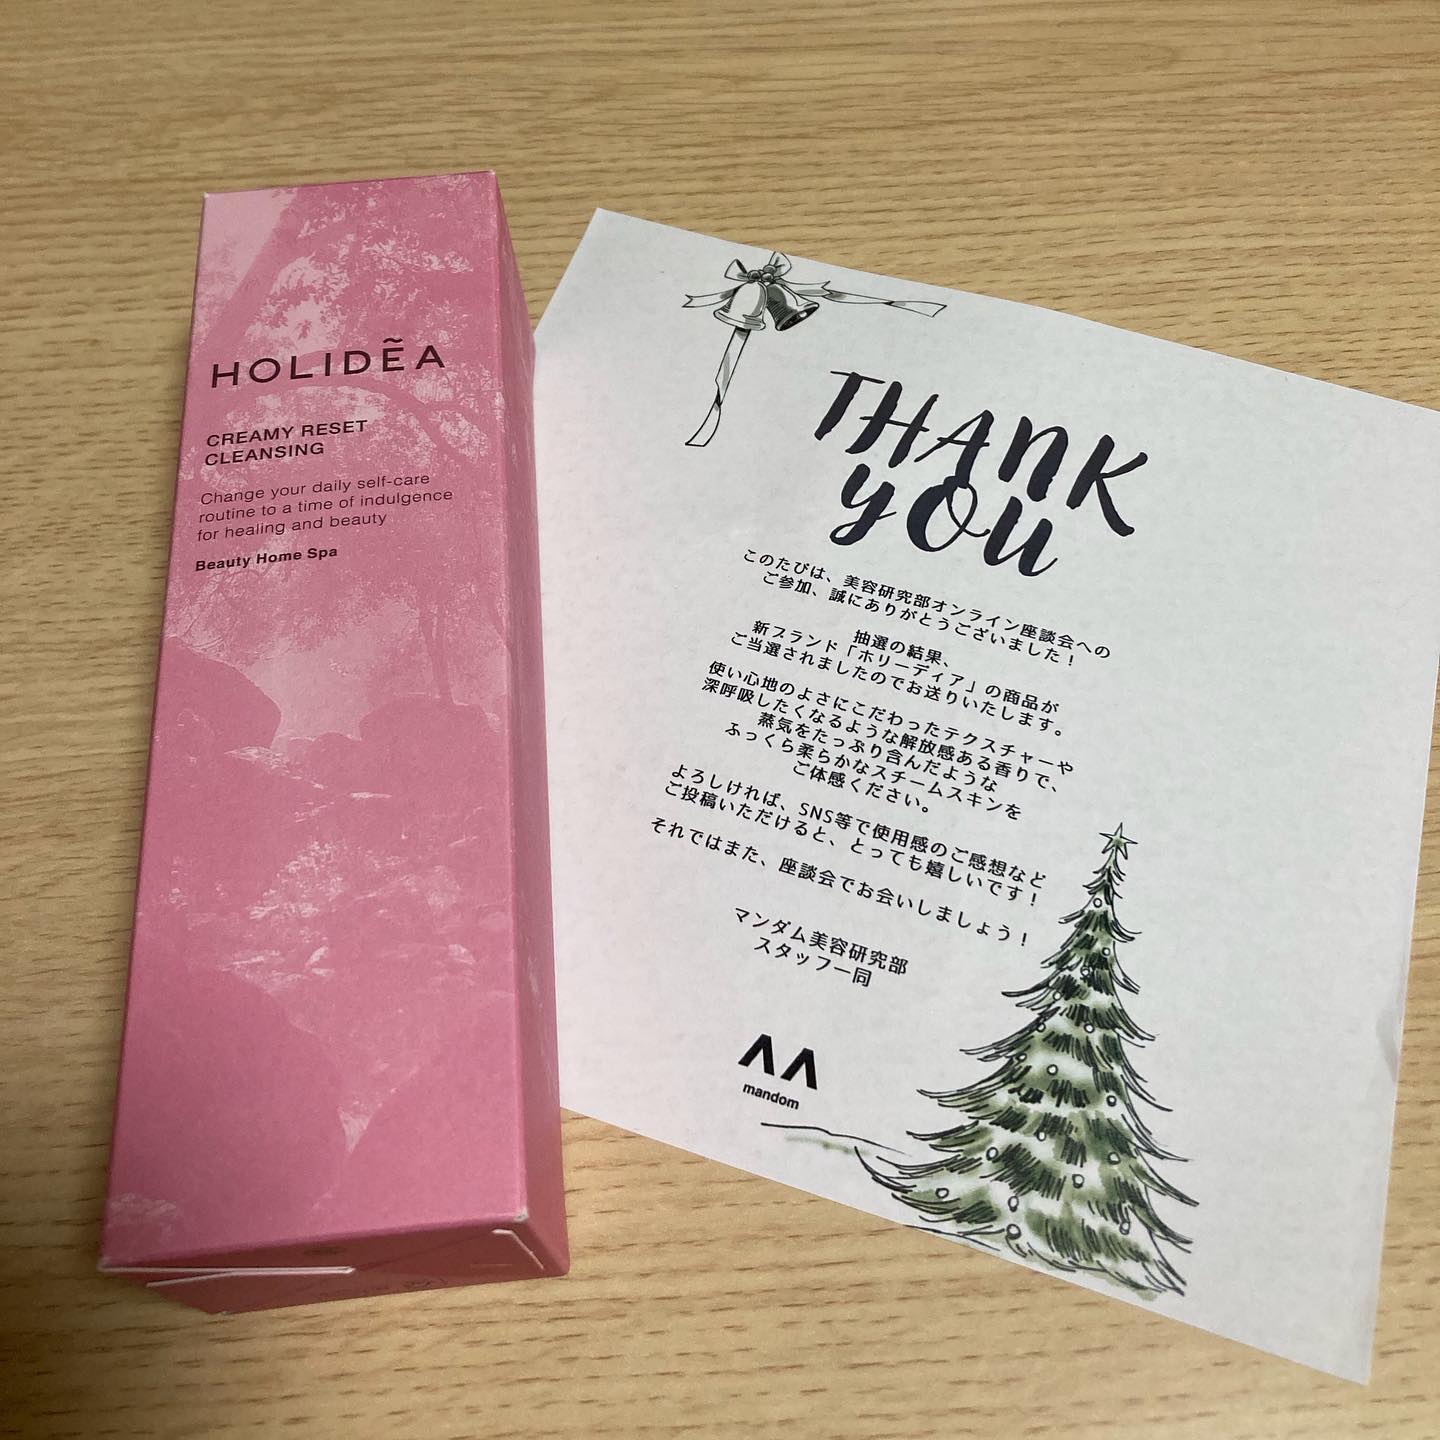 HOLIDẼA
CREAMY RESET
CLEANSING
Change your daily self-care
routine to a time of indulgence
for healing and beauty
Beauty Home Spa
THANK
YOU
このたびは、美容研究部オンライン座談会への
ご参加、誠にありがとうございました！
抽選の結果、
新ブランド「ホリーディア」の商品が
ご当選されましたのでお送りいたします。
使い心地のよさにこだわったテクスチャーや
深呼吸したくなるような解放感ある香りで、
蒸気をたっぷり含んだような
ふっくら柔らかなスチームスキンを
ご体感ください。
よろしければ、SNS等で使用感のご感想など
ご投稿いただけると、とっても嬉しいです！
それではまた、座談会でお会いしましょう！
マンダム美容研究部
スタッフ一同
mandom